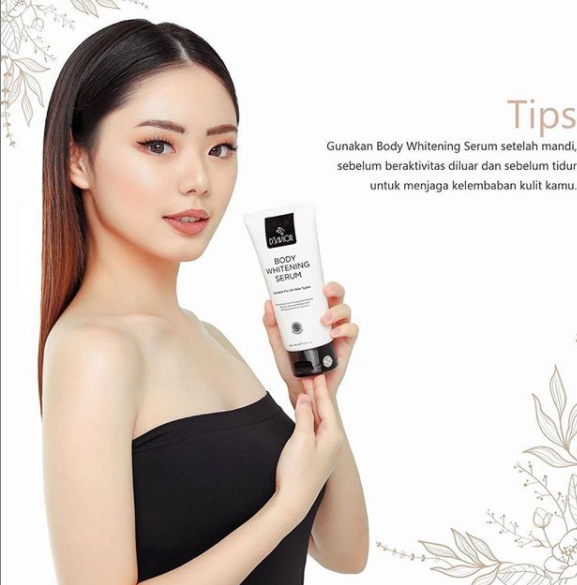 Tips
Gunakan Body Whitening Serum setelah mandi,
sebelum beraktivitas diluar dan sebelum tidur
untuk menjaga kelembaban kulit kamu.
BODY
WHITENING
SERUM